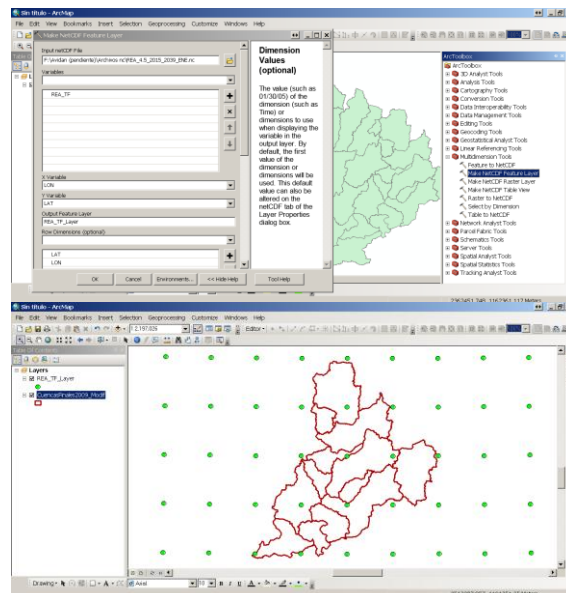 Sin título - ArcMap
File Edit View Bookmarks Insert Selection Geoprocessing Customize Windows Help
Make NetCDF Feature Layer
Input netCDF File
Variables
REA_TF
X Variable
LON
Y Variable
LAT
Output Feature Layer
REA_TF_Layer
Row Dimensions (optional)
LAT
LON
OK Cancel Environments... << Hide Help Tool Help
Dimension
Values
(optional)
The value (such as
01/30/05) of the
dimension (such as
Time) or
dimensions to use
when displaying the
variable in the
output layer. By
default, the first
value of the
dimension or
dimensions will be
used. This default
value can also be
altered on the
netCDF tab of the
Layer Properties
dialog box.
ArcToolbox
ArcToolbox
3D Analyst Tools
Analysis Tools
Cartography Tools
Conversion Tools
Data Interoperability Tools
Data Management Tools
Editing Tools
Geocoding Tools
Geostatistical Analyst Tools
Linear Referencing Tools
Multidimension Tools
Feature to NetCDF
Make NetCDF Feature Layer
Make NetCDF Raster Layer
Make NetCDF Table View
Raster to NetCDF
Select by Dimension
Table to NetCDF
Network Analyst Tools
Parcel Fabric Tools
Schematics Tools
Server Tools
Spatial Analyst Tools
Spatial Statistics Tools
Tracking Analyst Tools
Sin título - ArcMap
File Edit View Bookmarks Insert Selection Geoprocessing Customize Windows Help
Editor
Table Of Contents
Layers
REA_TF_Layer
CuencasFinales2009_Modif
Drawing
Arial
10
B I U